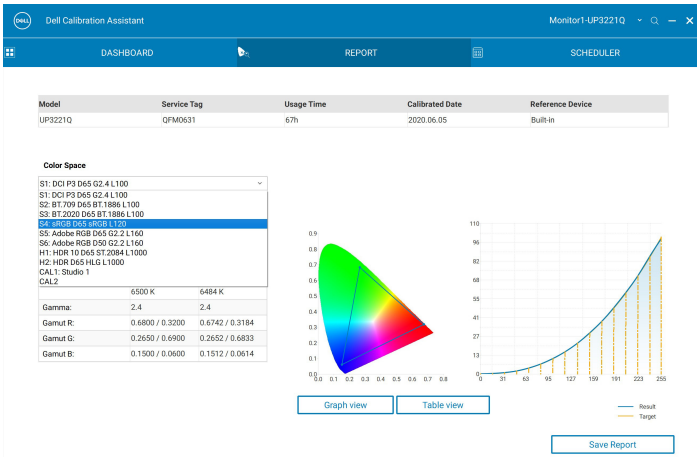 DELL Dell Calibration Assistant Monitor1-UP3221Q
DASHBOARD REPORT SCHEDULER
Model Service Tag Usage Time Calibrated Date Reference Device
UP3221Q QFM0631 67h 2020.06.05 Built-in
Color Space
S1: DCI P3 D65 G2.4 L100
S1: DCI P3 D65 G2.4 L100
S2: BT.709 D65 BT.1886 L100
S3: BT.2020 D65 BT.1886 L100
S4: sRGB D65 sRGB L120
S5: Adobe RGB D65 G2.2 L160
S6: Adobe RGB D50 G2.2 L160
H1: HDR 10 D65 ST.2084 L1000
H2: HDR D65 HLG L1000
CAL1: Studio 1
CAL2
6500 K 6484 K
Gamma: 2.4 2.4
Gamut R: 0.6800 / 0.3200 0.6742 / 0.3184
Gamut G: 0.2650 / 0.6900 0.2652 / 0.6833
Gamut B: 0.1500 / 0.0600 0.1512 / 0.0614
0.9
0.8
0.7
0.6
0.5
0.4
0.3
0.2
0.1
0.0
0.0 0.1 0.2 0.3 0.4 0.5 0.6 0.7 0.8
110
96
82
68
55
41
27
13
0
0 31 63 95 127 159 191 223 255
Graph view Table view
Result
Target
Save Report